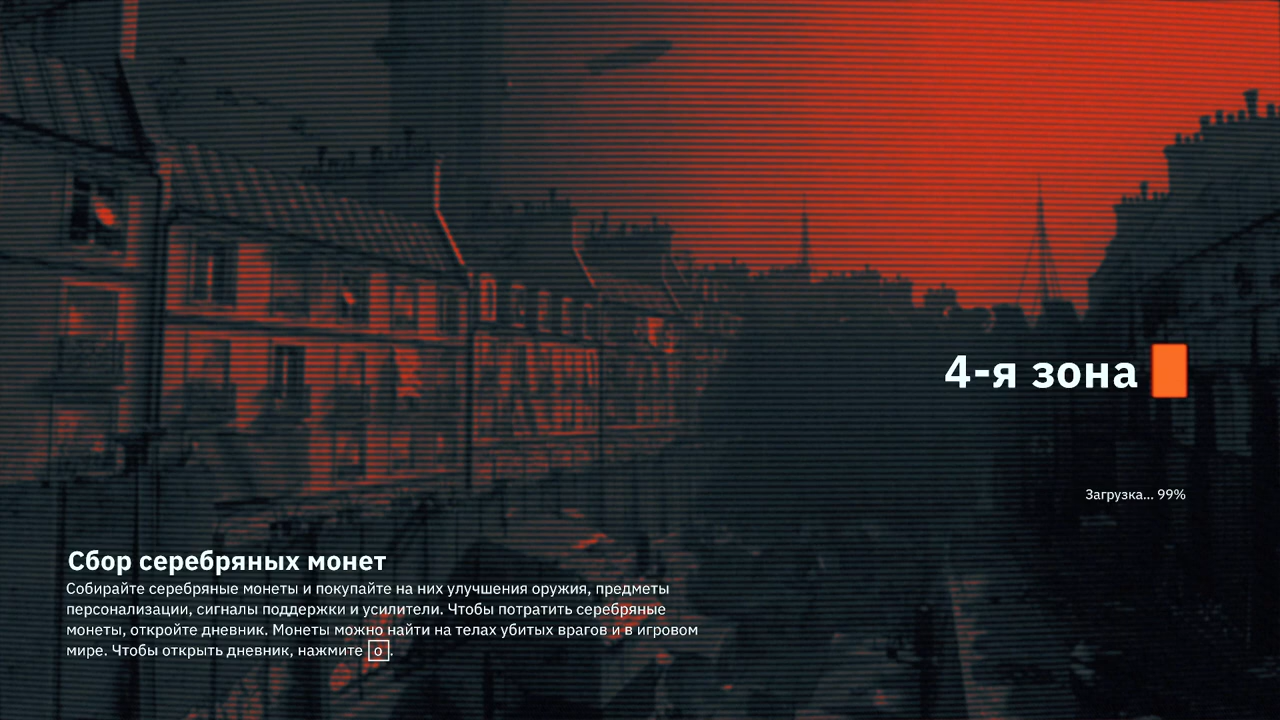 4-я зона
Загрузка... 99%
Сбор серебряных монет
Собирайте серебряные монеты и покупайте на них улучшения оружия, предметы
персонализации, сигналы поддержки и усилители. Чтобы потратить серебряные
монеты, откройте дневник. Монеты можно найти на телах убитых врагов и в игровом
мире. Чтобы открыть дневник, нажмите o.